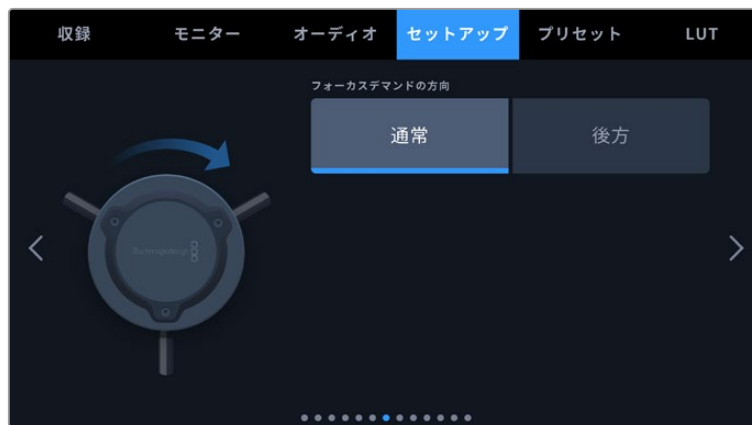 収録 モニター オーディオ セットアップ プリセット LUT
フォーカスデマンドの方向
通常 後方
Blackmagicdesign